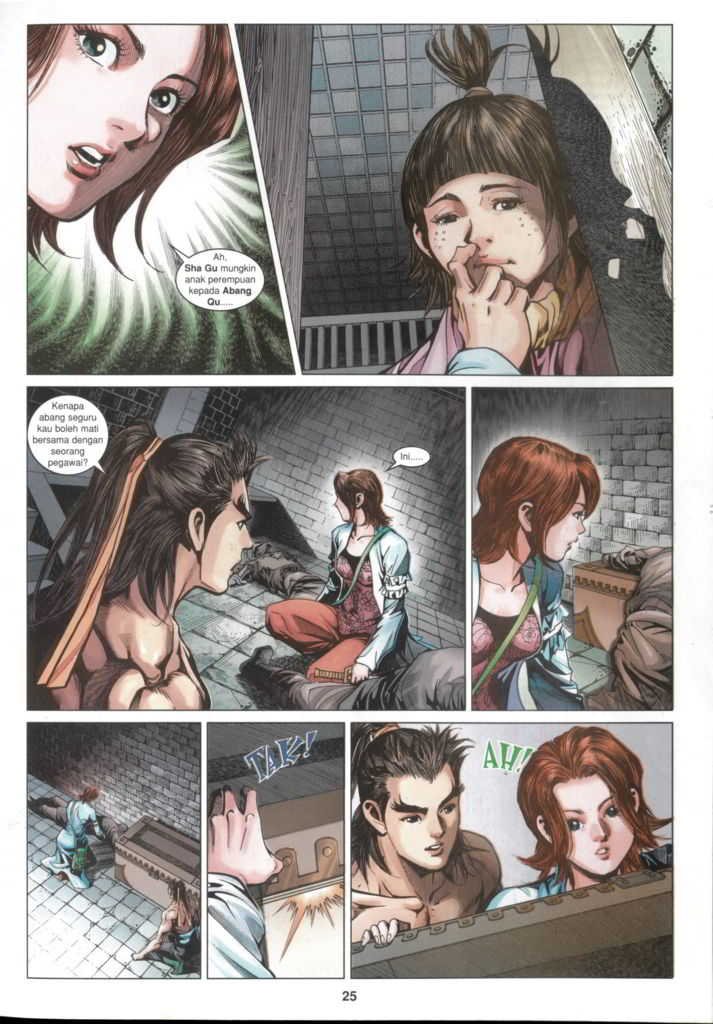 Ah,
Sha Gu mungkin
anak perempuan
kepada Abang
Qu.....
Kenapa
abang seguru
kau boleh mati
bersama dengan
seorang
pegawai?
Ini.....
TAK!
AH!
25